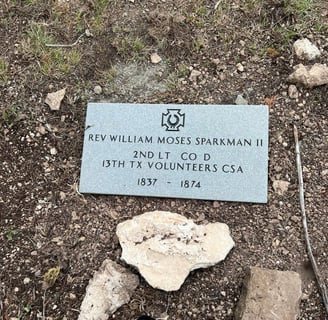 REV WILLIAM MOSES SPARKMAN II
2ND LT CO D
13TH TX VOLUNTEERS CSA
1837 - 1874